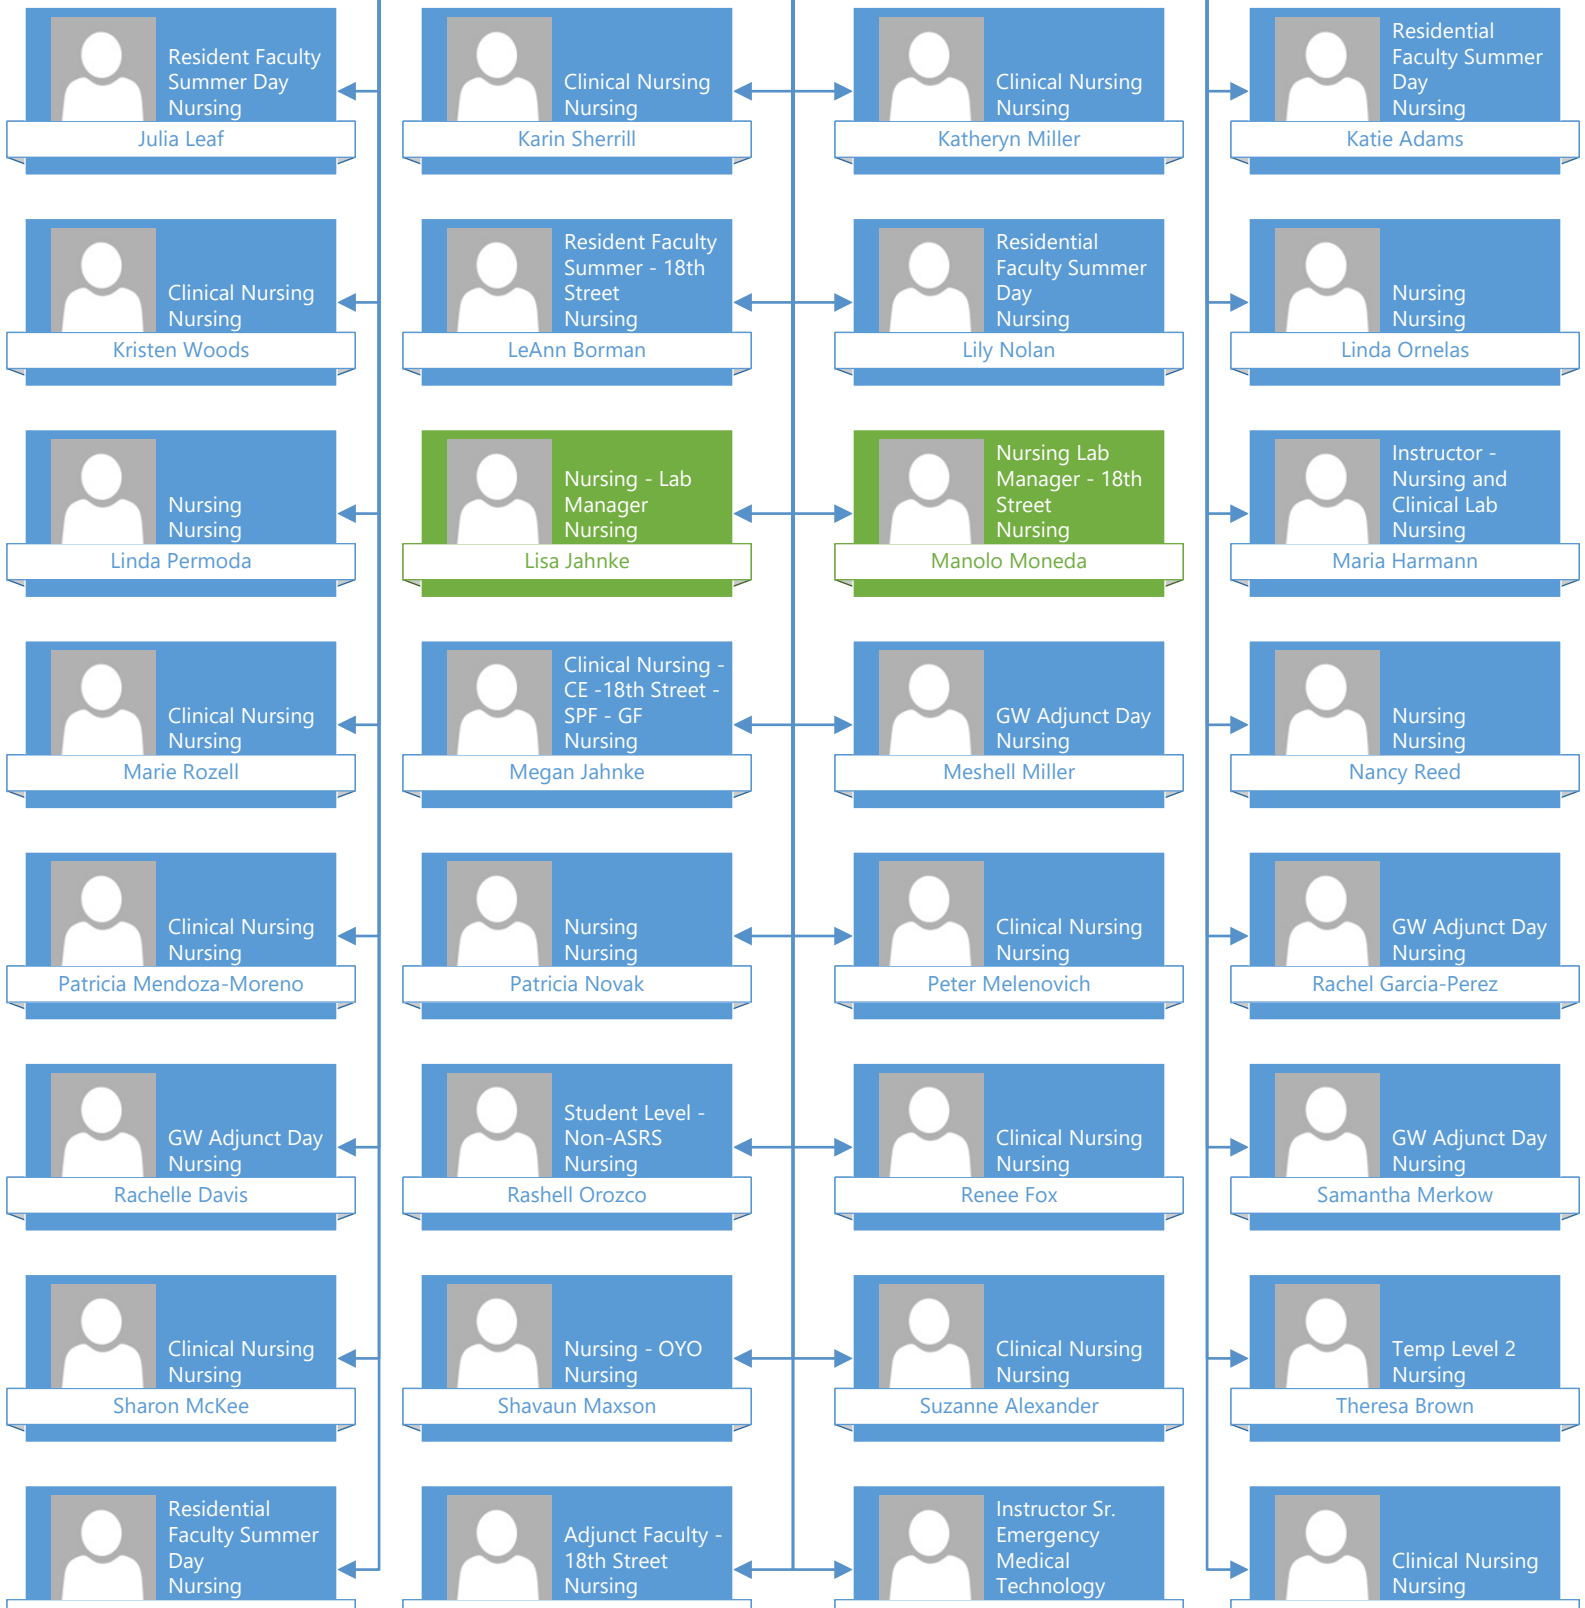 Resident Faculty
Summer Day
Nursing
Julia Leaf
Clinical Nursing
Nursing
Karin Sherrill
Clinical Nursing
Nursing
Katheryn Miller
Residential
Faculty Summer
Day
Nursing
Katie Adams
Clinical Nursing
Nursing
Kristen Woods
Resident Faculty
Summer - 18th
Street
Nursing
LeAnn Borman
Residential
Faculty Summer
Day
Nursing
Lily Nolan
Nursing
Nursing
Linda Ornelas
Nursing
Nursing
Linda Permoda
Nursing - Lab
Manager
Nursing
Lisa Jahnke
Nursing Lab
Manager - 18th
Street
Nursing
Manolo Moneda
Instructor -
Nursing and
Clinical Lab
Nursing
Maria Harmann
Clinical Nursing
Nursing
Marie Rozell
Clinical Nursing -
CE -18th Street -
SPF - GF
Nursing
Megan Jahnke
GW Adjunct Day
Nursing
Meshell Miller
Nursing
Nursing
Nancy Reed
Clinical Nursing
Nursing
Patricia Mendoza-Moreno
Nursing
Nursing
Patricia Novak
Clinical Nursing
Nursing
Peter Melenovich
GW Adjunct Day
Nursing
Rachel Garcia-Perez
GW Adjunct Day
Nursing
Rachelle Davis
Student Level -
Non-ASRS
Nursing
Rashell Orozco
Clinical Nursing
Nursing
Renee Fox
GW Adjunct Day
Nursing
Samantha Merkow
Clinical Nursing
Nursing
Sharon McKee
Nursing - OYO
Nursing
Shavaun Maxson
Clinical Nursing
Nursing
Suzanne Alexander
Temp Level 2
Nursing
Theresa Brown
Residential
Faculty Summer
Day
Nursing
Adjunct Faculty -
18th Street
Nursing
Instructor Sr.
Emergency
Medical
Technology
Clinical Nursing
Nursing